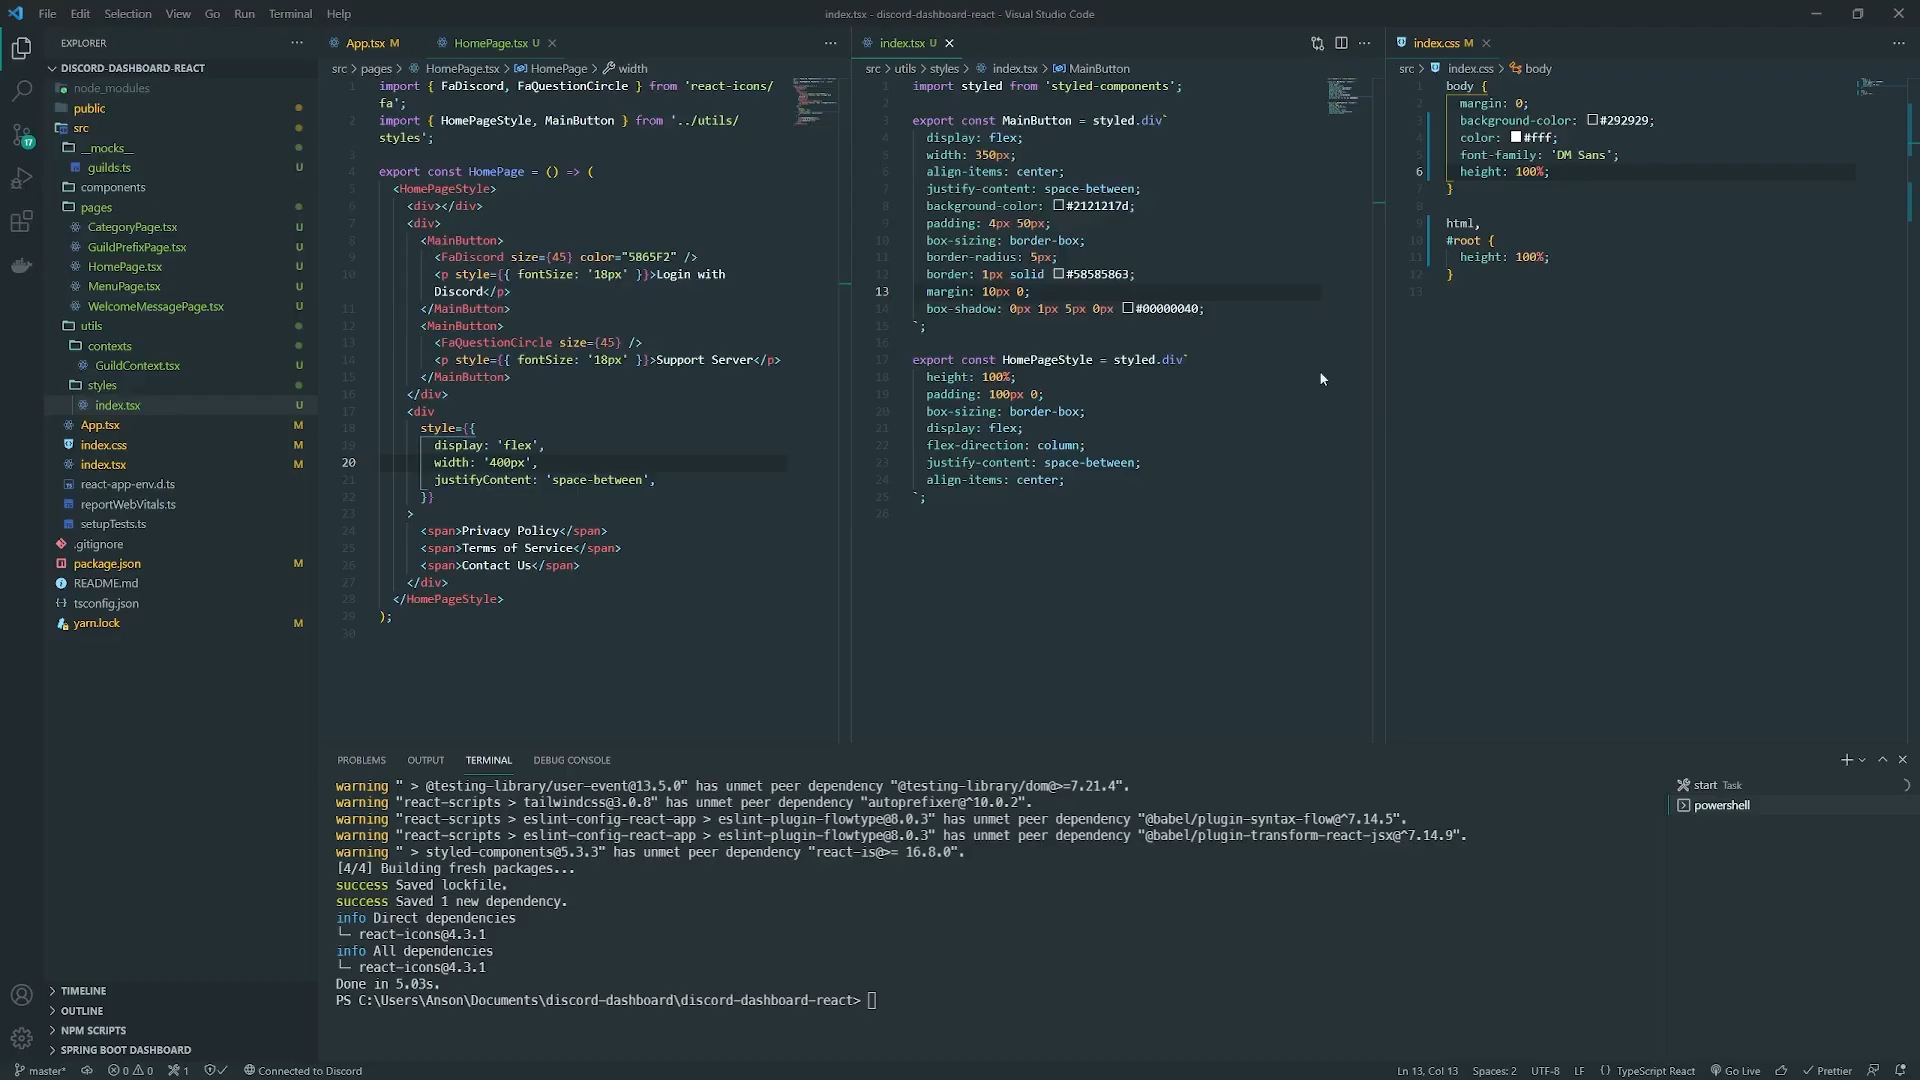 File Edit Selection View Go Run Terminal Help
index.tsx - discord-dashboard-react - Visual Studio Code
EXPLORER
DISCORD-DASHBOARD-REACT
node_modules
public
src
__mocks__
guilds.ts U
components
pages
CategoryPage.tsx U
GuildPrefixPage.tsx U
HomePage.tsx U
MenuPage.tsx U
WelcomeMessagePage.tsx U
utils
contexts
GuildContext.tsx U
styles
index.tsx U
App.tsx M
index.css M
index.tsx M
react-app-env.d.ts
reportWebVitals.ts
setupTests.ts
.gitignore
package.json M
README.md
tsconfig.json
yarn.lock M
TIMELINE
OUTLINE
NPM SCRIPTS
SPRING BOOT DASHBOARD
17
App.tsx M HomePage.tsx U
src > pages > HomePage.tsx > HomePage > width
1 import { FaDiscord, FaQuestionCircle } from 'react-icons/
fa';
2 import { HomePageStyle, MainButton } from '../utils/
styles';
3
4 export const HomePage = () => (
5 <HomePageStyle>
6 <div></div>
7 <div>
8 <MainButton>
9 <FaDiscord size={45} color="5865F2" />
10 <p style={{ fontSize: '18px' }}>Login with
Discord</p>
11 </MainButton>
12 <MainButton>
13 <FaQuestionCircle size={45} />
14 <p style={{ fontSize: '18px' }}>Support Server</p>
15 </MainButton>
16 </div>
17 <div
18 style={{
19 display: 'flex',
20 width: '400px',
21 justifyContent: 'space-between',
22 }}
23 >
24 <span>Privacy Policy</span>
25 <span>Terms of Service</span>
26 <span>Contact Us</span>
27 </div>
28 </HomePageStyle>
29 );
30
index.tsx U
src > utils > styles > index.tsx > MainButton
1 import styled from 'styled-components';
2
3 export const MainButton = styled.div`
4 display: flex;
5 width: 350px;
6 align-items: center;
7 justify-content: space-between;
8 background-color: #2121217d;
9 padding: 4px 50px;
10 box-sizing: border-box;
11 border-radius: 5px;
12 border: 1px solid #58585863;
13 margin: 10px 0;
14 box-shadow: 0px 1px 5px 0px #00000040;
15 `;
16
17 export const HomePageStyle = styled.div`
18 height: 100%;
19 padding: 100px 0;
20 box-sizing: border-box;
21 display: flex;
22 flex-direction: column;
23 justify-content: space-between;
24 align-items: center;
25 `;
26
index.css M
src > index.css > body
1 body {
2 margin: 0;
3 background-color: #292929;
4 color: #fff;
5 font-family: 'DM Sans';
6 height: 100%;
7 }
8
9 html,
10 #root {
11 height: 100%;
12 }
13
PROBLEMS OUTPUT TERMINAL DEBUG CONSOLE
warning " > @testing-library/user-event@13.5.0" has unmet peer dependency "@testing-library/dom@>=7.21.4".
warning "react-scripts > tailwindcss@3.0.8" has unmet peer dependency "autoprefixer@^10.0.2".
warning "react-scripts > eslint-config-react-app > eslint-plugin-flowtype@8.0.3" has unmet peer dependency "@babel/plugin-syntax-flow@^7.14.5".
warning "react-scripts > eslint-config-react-app > eslint-plugin-flowtype@8.0.3" has unmet peer dependency "@babel/plugin-transform-react-jsx@^7.14.9".
warning " > styled-components@5.3.3" has unmet peer dependency "react-is@>= 16.8.0".
[4/4] Building fresh packages...
success Saved lockfile.
success Saved 1 new dependency.
info Direct dependencies
└─ react-icons@4.3.1
info All dependencies
└─ react-icons@4.3.1
Done in 5.03s.
PS C:\Users\Anson\Documents\discord-dashboard\discord-dashboard-react>
start Task
powershell
master* 0 0 1 Connected to Discord
Ln 13, Col 13 Spaces: 2 UTF-8 LF TypeScript React Go Live Prettier